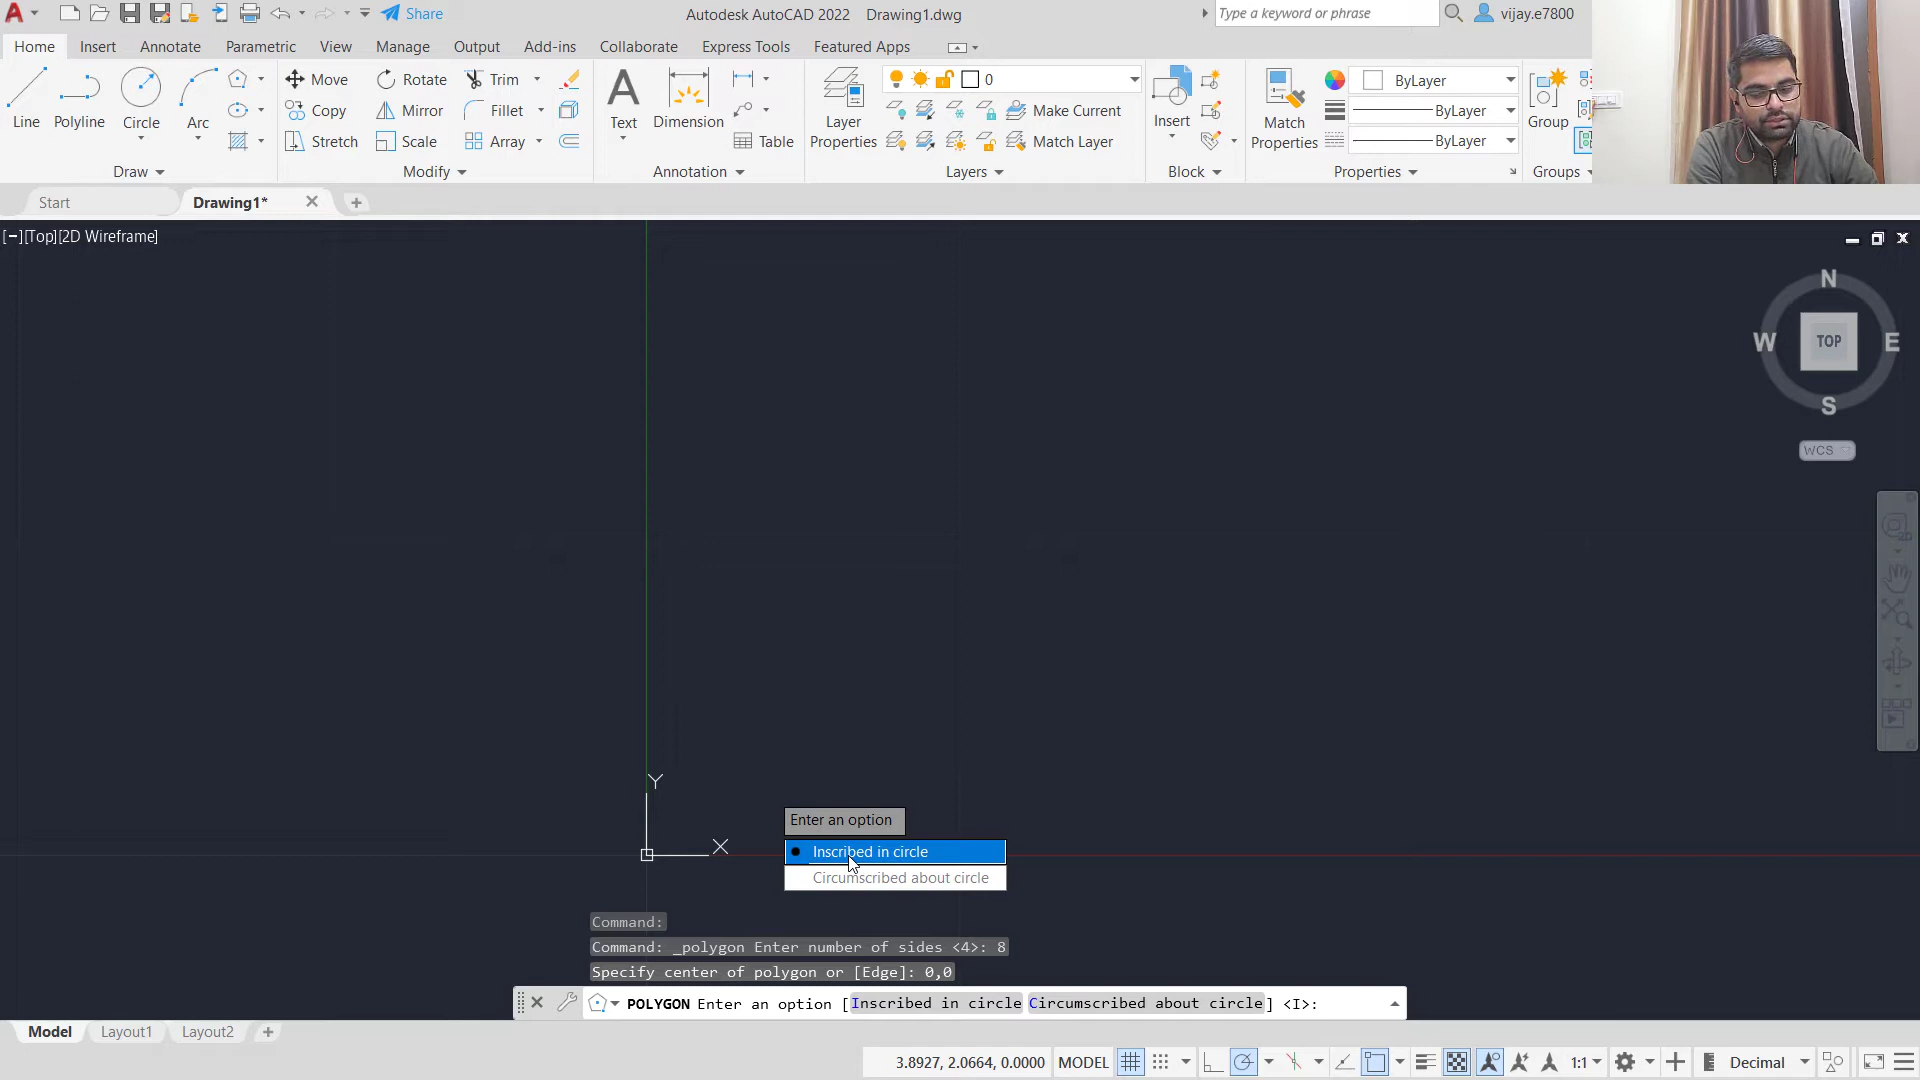 Share
Autodesk AutoCAD 2022 Drawing1.dwg
Type a keyword or phrase
vijay.e7800
Home Insert Annotate Parametric View Manage Output Add-ins Collaborate Express Tools Featured Apps
Line
Polyline
Circle
Arc
Move Rotate Trim
Copy Mirror Fillet
Stretch Scale Array
Text
Dimension
Table
Layer Properties
0
Make Current
Match Layer
Insert
Match Properties
ByLayer
ByLayer
ByLayer
Group
Draw Modify Annotation Layers Block Properties Groups
Start Drawing1*
[−][Top][2D Wireframe]
N
W TOP E
S
WCS
Y
X
Enter an option
Inscribed in circle
Circumscribed about circle
Command:
Command: _polygon Enter number of sides <4>: 8
Specify center of polygon or [Edge]: 0,0
POLYGON Enter an option [Inscribed in circle Circumscribed about circle] <I>:
Model Layout1 Layout2
3.8927, 2.0664, 0.0000 MODEL 1:1 Decimal